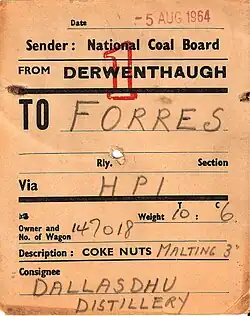 Date -5 AUG 1964
Sender: National Coal Board
1
FROM DERWENTHAUGH
TO FORRES
Rly. Section
Via HPI
T C
Owner and No. of Wagon 147018 Weight 10 : 6
Description: COKE NUTS MALTING 3"
Consignee
DALLASDHU
DISTILLERY